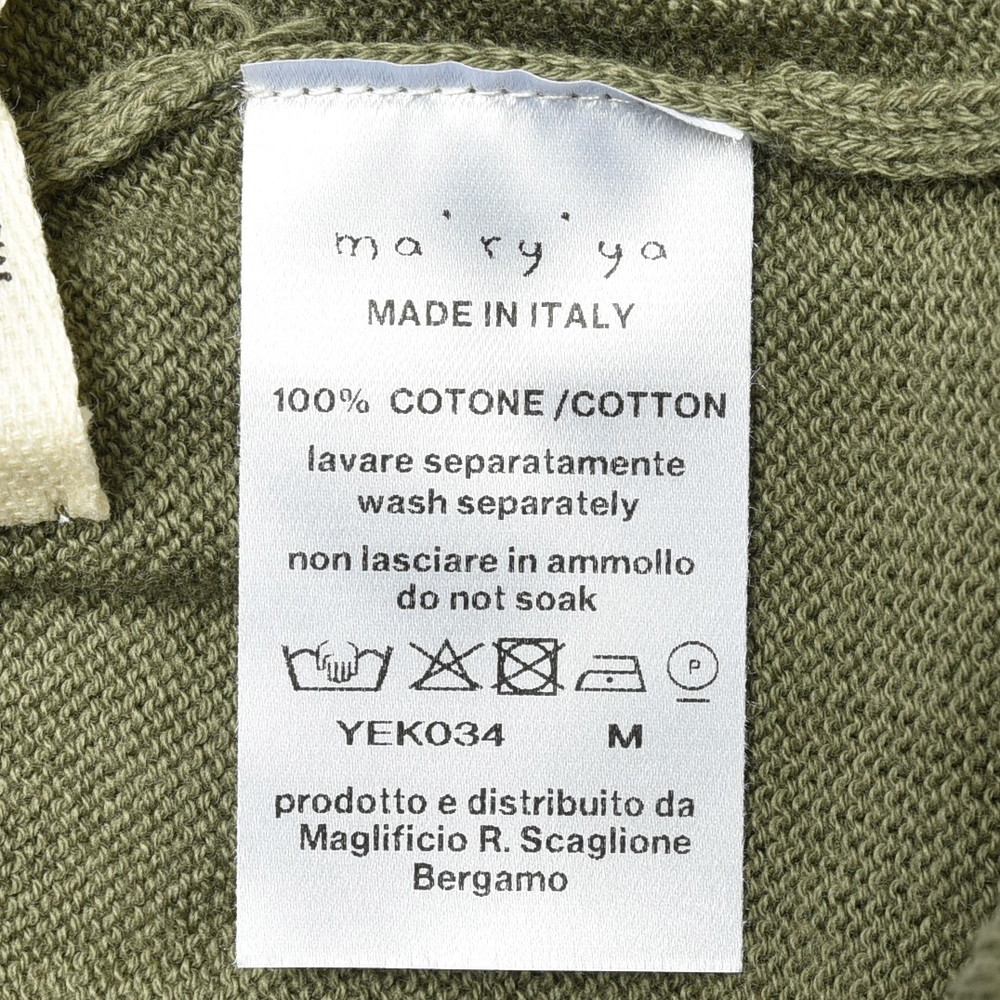 ma'ry'ya
MADE IN ITALY
100% COTONE /COTTON
lavare separatamente
wash separately
non lasciare in ammollo
do not soak
P
YEK034 M
prodotto e distribuito da
Maglificio R. Scaglione
Bergamo